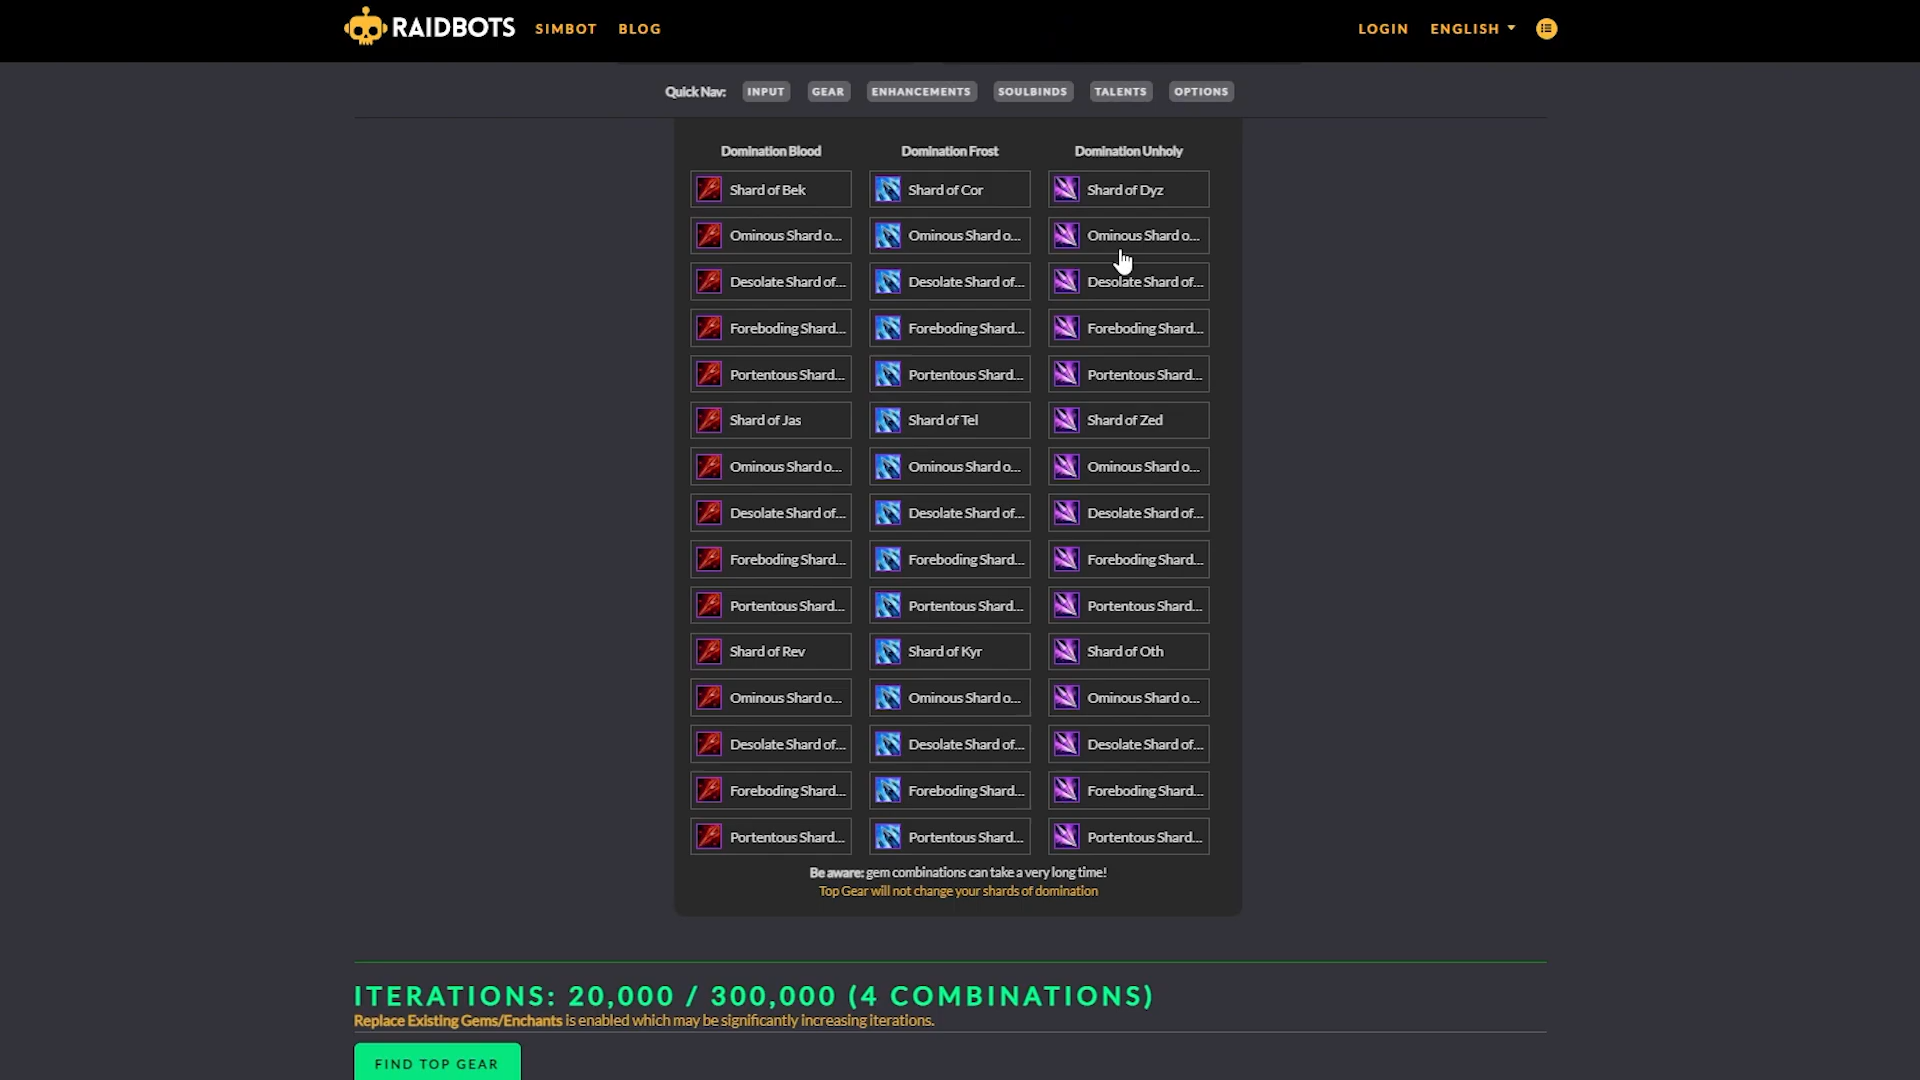 RAIDBOTS SIMBOT BLOG LOGIN ENGLISH
Quick Nav: INPUT GEAR ENHANCEMENTS SOULBINDS TALENTS OPTIONS
Domination Blood Domination Frost Domination Unholy
Shard of Bek Shard of Cor Shard of Dyz
Ominous Shard o... Ominous Shard o... Ominous Shard o...
Desolate Shard of... Desolate Shard of... Desolate Shard of...
Foreboding Shard... Foreboding Shard... Foreboding Shard...
Portentous Shard... Portentous Shard... Portentous Shard...
Shard of Jas Shard of Tel Shard of Zed
Ominous Shard o... Ominous Shard o... Ominous Shard o...
Desolate Shard of... Desolate Shard of... Desolate Shard of...
Foreboding Shard... Foreboding Shard... Foreboding Shard...
Portentous Shard... Portentous Shard... Portentous Shard...
Shard of Rev Shard of Kyr Shard of Oth
Ominous Shard o... Ominous Shard o... Ominous Shard o...
Desolate Shard of... Desolate Shard of... Desolate Shard of...
Foreboding Shard... Foreboding Shard... Foreboding Shard...
Portentous Shard... Portentous Shard... Portentous Shard...
Be aware: gem combinations can take a very long time!
Top Gear will not change your shards of domination
ITERATIONS: 20,000 / 300,000 (4 COMBINATIONS)
Replace Existing Gems/Enchants is enabled which may be significantly increasing iterations.
FIND TOP GEAR